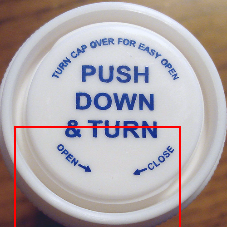 TURN CAP OVER FOR EASY OPEN
PUSH
DOWN
& TURN
OPEN → ← CLOSE